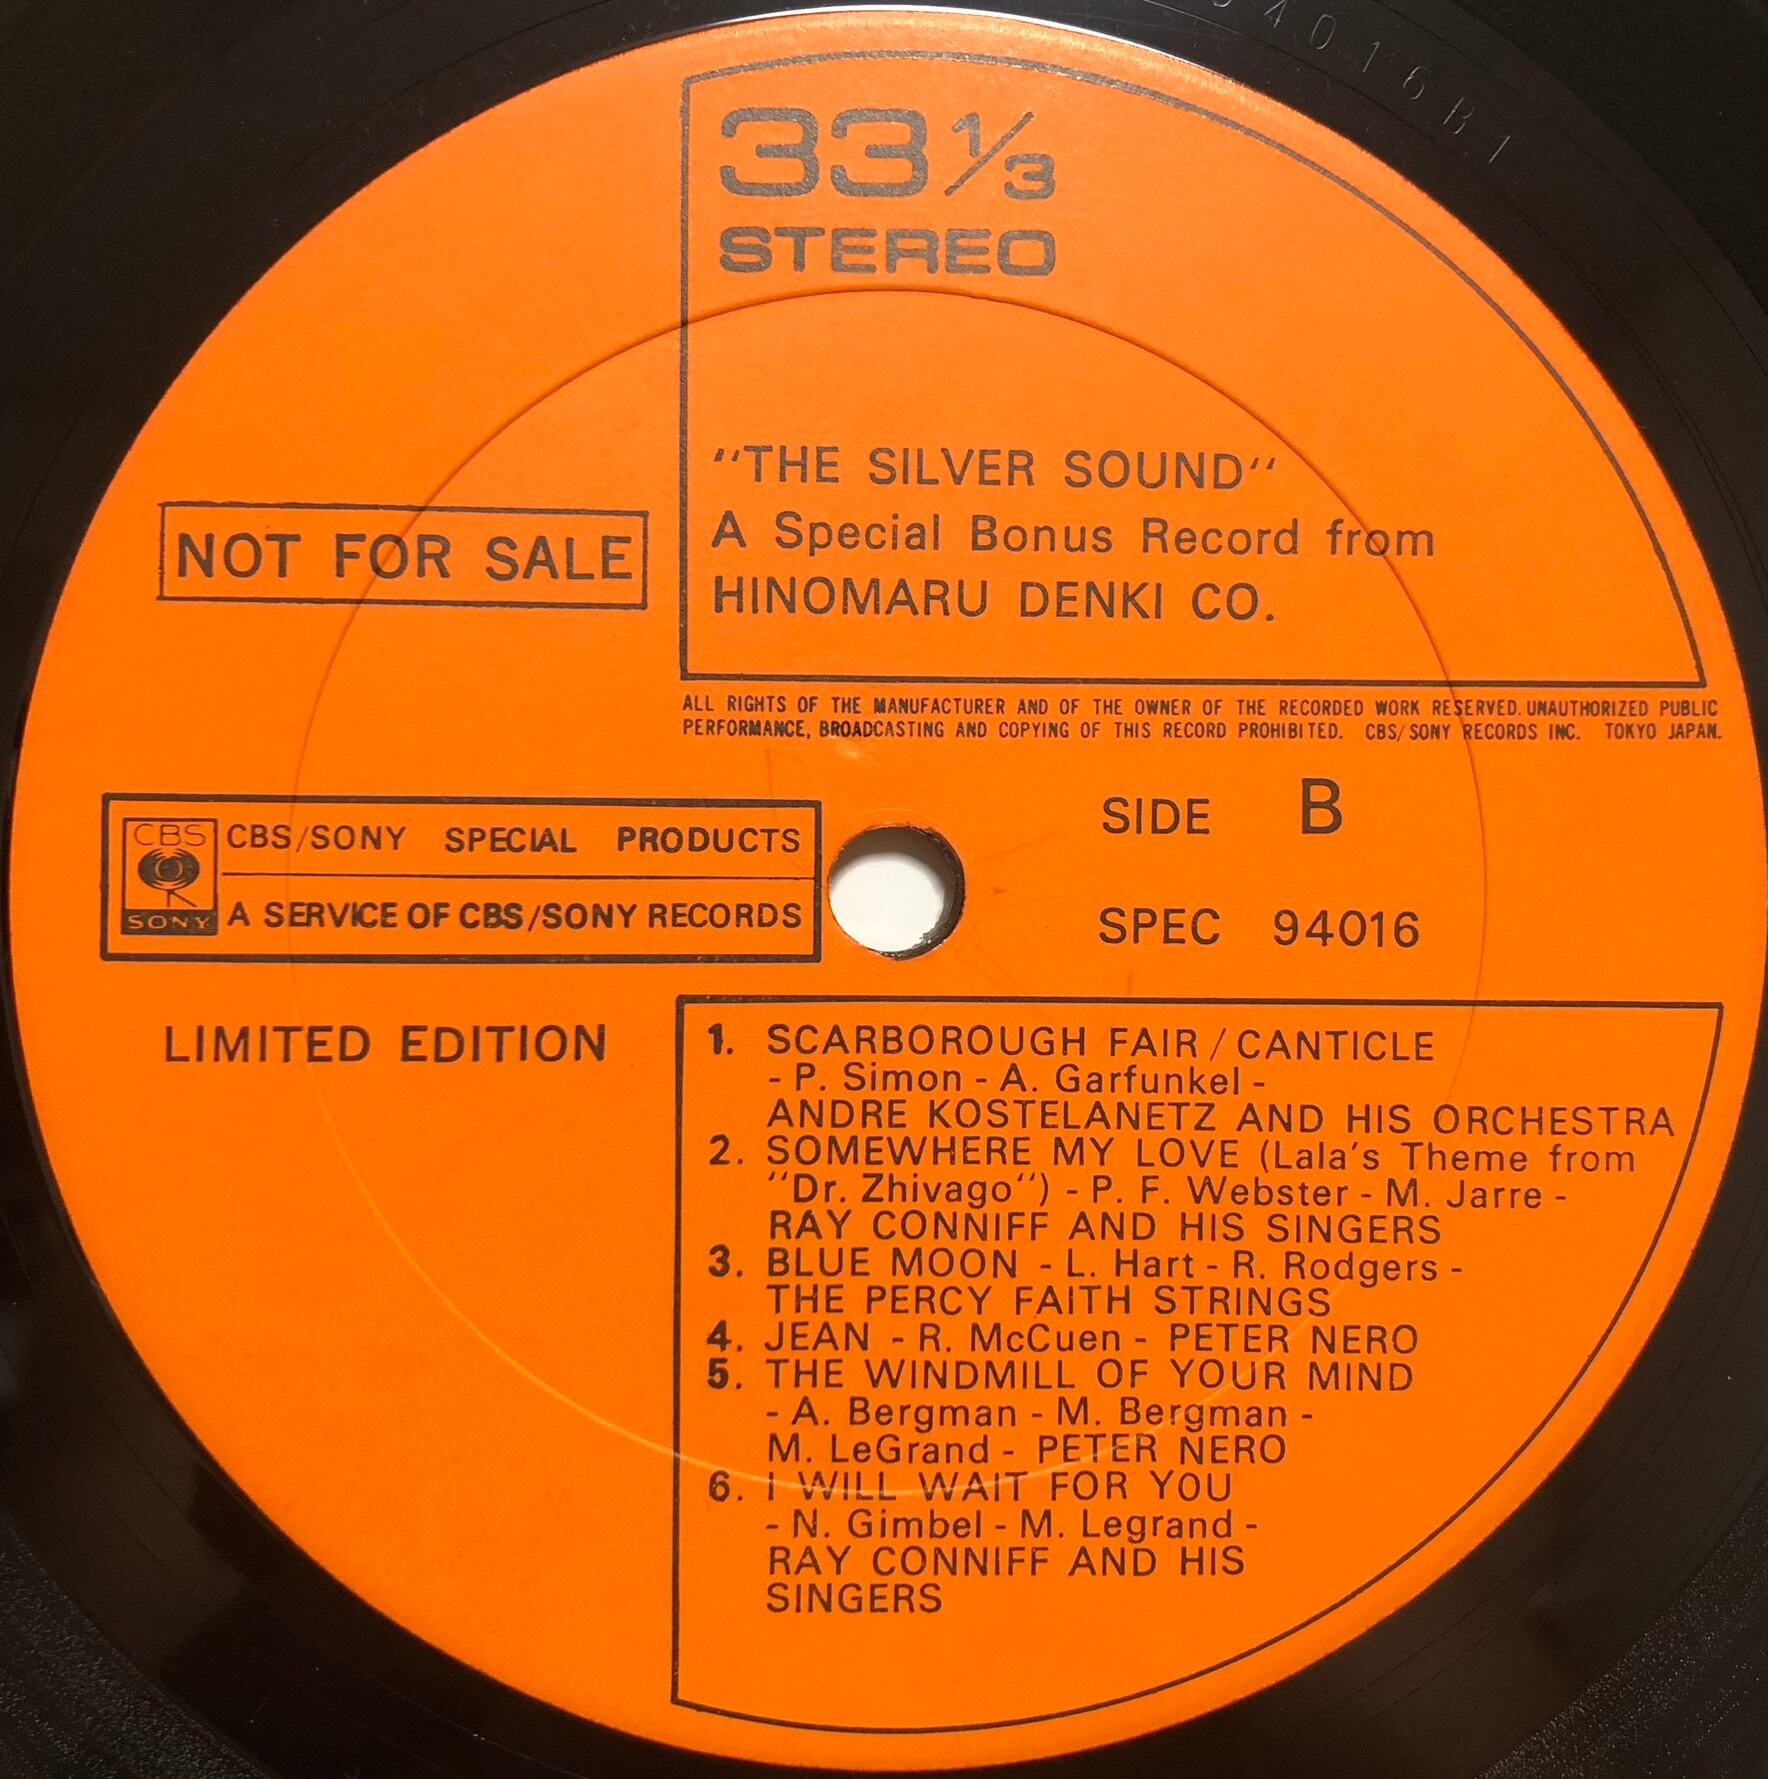 4016B1
33 1/3
STEREO
"THE SILVER SOUND"
A Special Bonus Record from
HINOMARU DENKI CO.
NOT FOR SALE
ALL RIGHTS OF THE MANUFACTURER AND OF THE OWNER OF THE RECORDED WORK RESERVED. UNAUTHORIZED PUBLIC
PERFORMANCE, BROADCASTING AND COPYING OF THIS RECORD PROHIBITED. CBS/SONY RECORDS INC. TOKYO JAPAN.
SIDE B
CBS
SONY
CBS/SONY SPECIAL PRODUCTS
A SERVICE OF CBS/SONY RECORDS
SPEC 94016
LIMITED EDITION
1. SCARBOROUGH FAIR / CANTICLE
- P. Simon - A. Garfunkel -
ANDRE KOSTELANETZ AND HIS ORCHESTRA
2. SOMEWHERE MY LOVE (Lala's Theme from
"Dr. Zhivago") - P. F. Webster - M. Jarre -
RAY CONNIFF AND HIS SINGERS
3. BLUE MOON - L. Hart - R. Rodgers -
THE PERCY FAITH STRINGS
4. JEAN - R. McCuen - PETER NERO
5. THE WINDMILL OF YOUR MIND
- A. Bergman - M. Bergman -
M. LeGrand - PETER NERO
6. I WILL WAIT FOR YOU
- N. Gimbel - M. Legrand -
RAY CONNIFF AND HIS
SINGERS